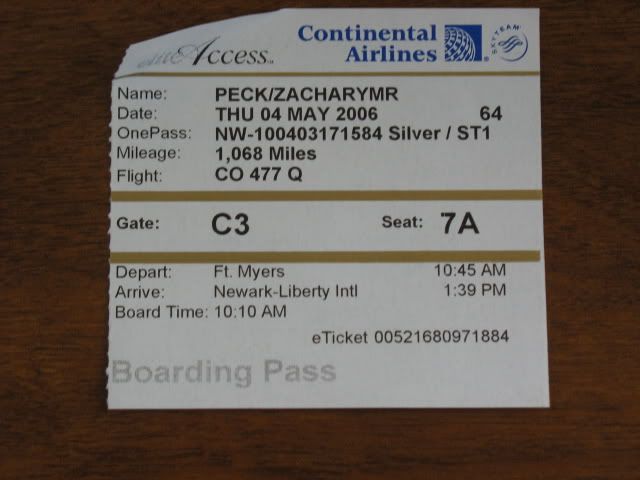 Continental
Airlines
SKYTEAM
eliteAccess
Name: PECK/ZACHARYMR
Date: THU 04 MAY 2006 64
OnePass: NW-100403171584 Silver / ST1
Mileage: 1,068 Miles
Flight: CO 477 Q
Gate: C3 Seat: 7A
Depart: Ft. Myers 10:45 AM
Arrive: Newark-Liberty Intl 1:39 PM
Board Time: 10:10 AM
eTicket 00521680971884
Boarding Pass